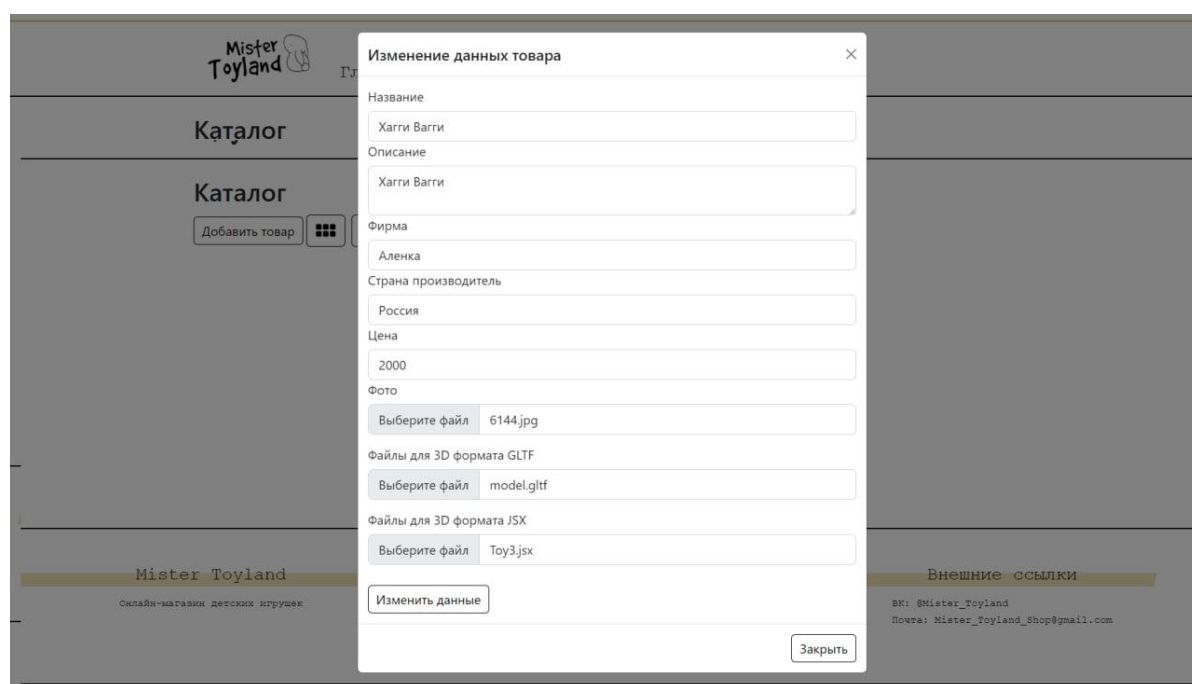 Mister
Toyland
Гл
Каталог
Каталог
Добавить товар
Изменение данных товара
Название
Хагги Вагги
Описание
Хагги Вагги
Фирма
Аленка
Страна производитель
Россия
Цена
2000
Фото
Выберите файл 6144.jpg
Файлы для 3D формата GLTF
Выберите файл model.gltf
Файлы для 3D формата JSX
Выберите файл Toy3.jsx
Изменить данные
Закрыть
Mister Toyland
Онлайн-магазин детских игрушек
Внешние ссылки
ВК: @Mister_Toyland
Почта: Mister_Toyland_Shop@gmail.com